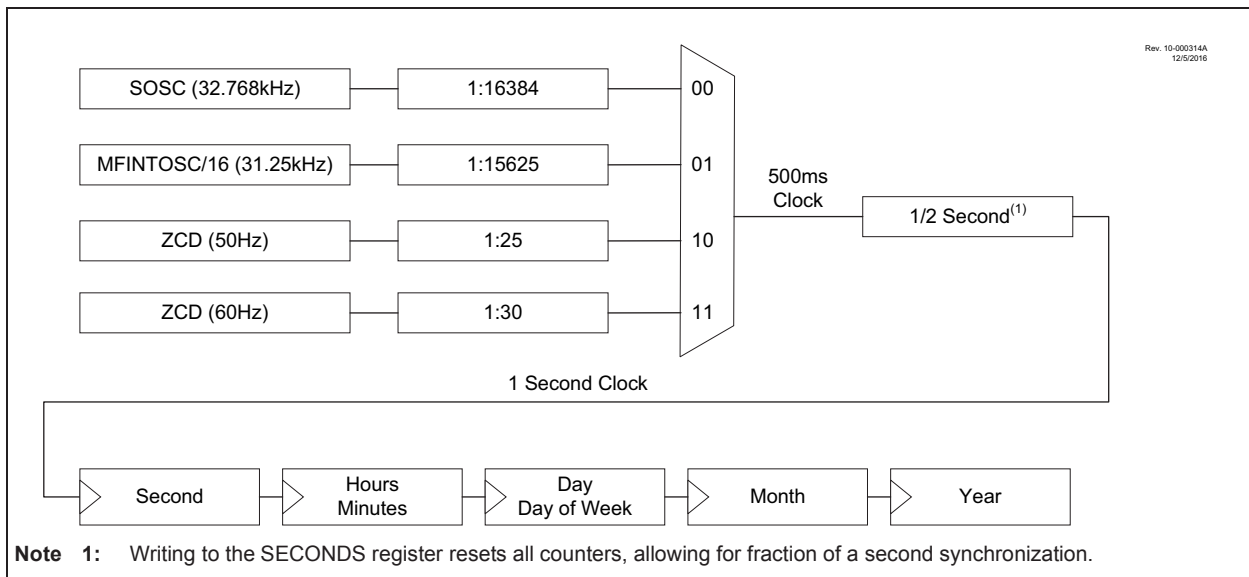 Rev. 10-000314A
12/5/2016
SOSC (32.768kHz)
1:16384
00
MFINTOSC/16 (31.25kHz)
1:15625
01
500ms
Clock
1/2 Second(1)
ZCD (50Hz)
1:25
10
ZCD (60Hz)
1:30
11
1 Second Clock
Second
Hours
Minutes
Day
Day of Week
Month
Year
Note 1: Writing to the SECONDS register resets all counters, allowing for fraction of a second synchronization.